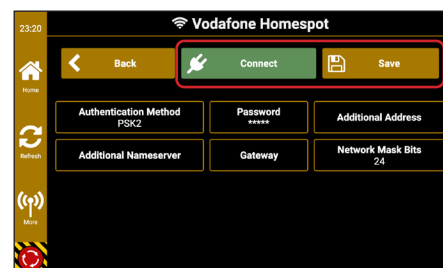 23:20
Vodafone Homespot
Back
Connect
Save
Home
Authentication Method
PSK2
Password
*****
Additional Address
Refresh
Additional Nameserver
Gateway
Network Mask Bits
24
More